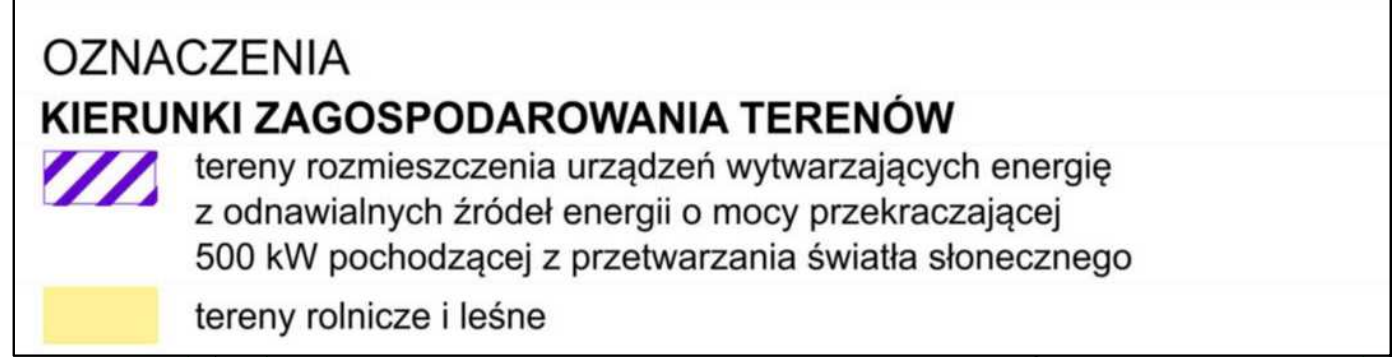 OZNACZENIA
KIERUNKI ZAGOSPODAROWANIA TERENÓW
tereny rozmieszczenia urządzeń wytwarzających energię
z odnawialnych źródeł energii o mocy przekraczającej
500 kW pochodzącej z przetwarzania światła słonecznego
tereny rolnicze i leśne